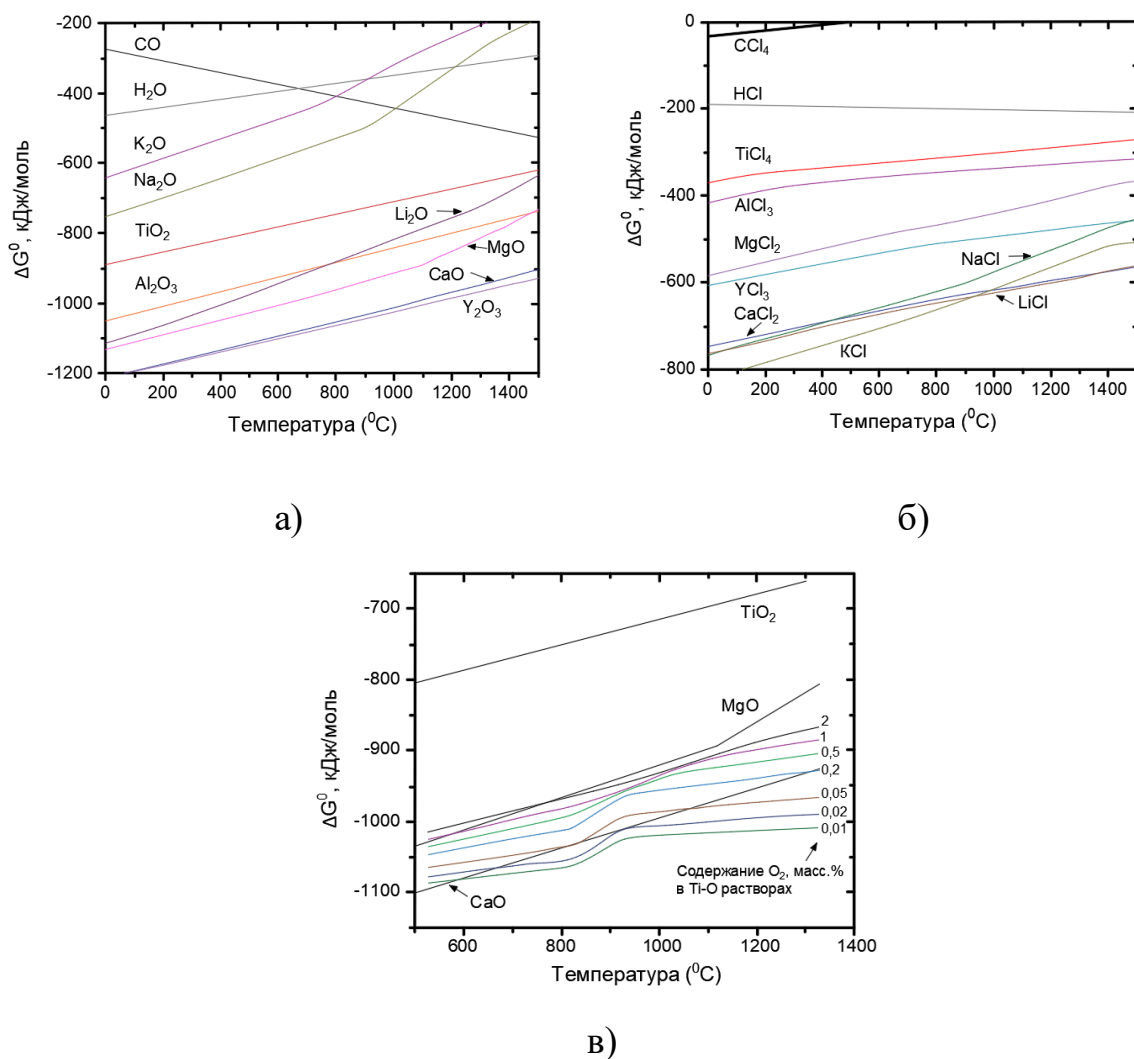 -200
-400
-600
-800
-1000
-1200
0 200 400 600 800 1000 1200 1400
ΔG⁰, кДж/моль
Температура (⁰C)
CO
H₂O
K₂O
Na₂O
TiO₂
Li₂O
MgO
Al₂O₃
CaO
Y₂O₃
а)
0
-200
-400
-600
-800
0 200 400 600 800 1000 1200 1400
ΔG⁰, кДж/моль
Температура (⁰C)
CCl₄
HCl
TiCl₄
AlCl₃
MgCl₂
NaCl
YCl₃
CaCl₂
LiCl
КCl
б)
-700
-800
-900
-1000
-1100
600 800 1000 1200 1400
ΔG⁰, кДж/моль
Температура (⁰C)
TiO₂
MgO
2
1
0,5
0,2
0,05
0,02
0,01
Содержание O₂, масс.%
в Ti-O растворах
CaO
в)